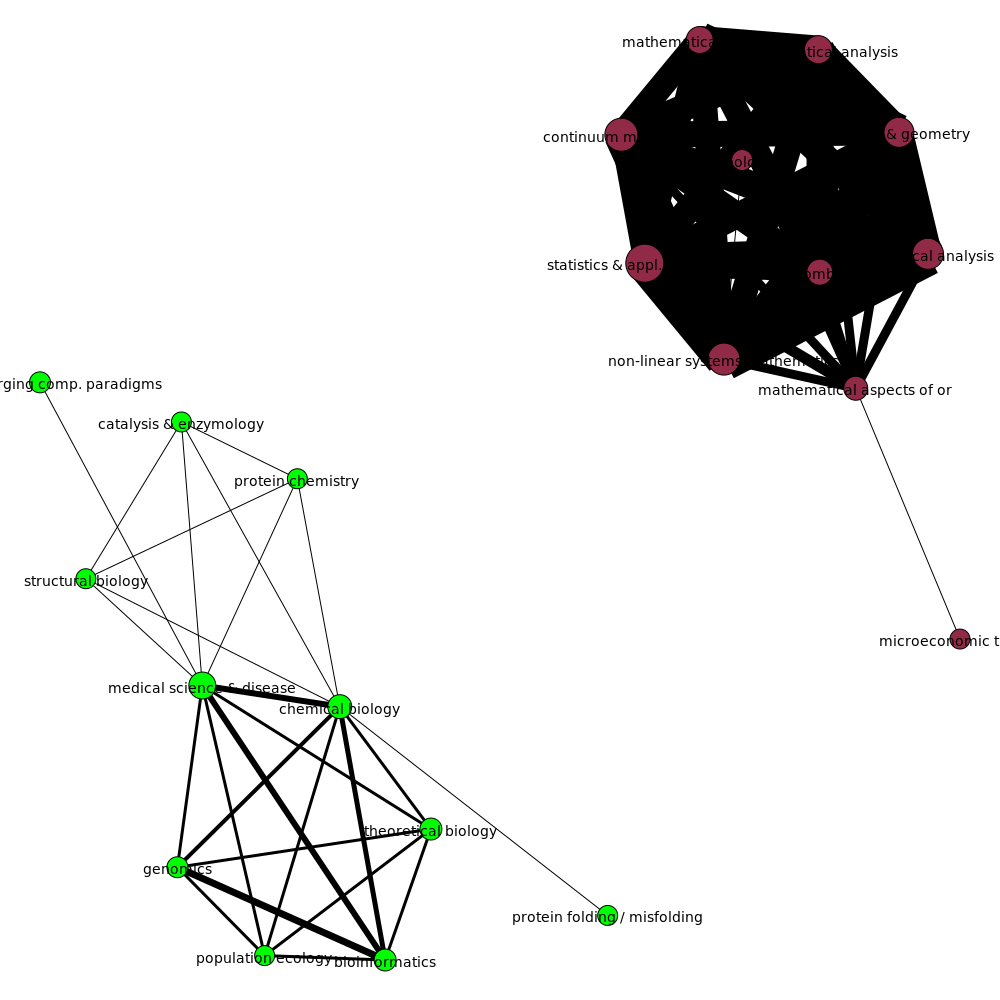 mathematica
tical analysis
continuum m
& geometry
olo
statistics & appl.
omb
cal analysis
non-linear systems mathemati
mathematical aspects of or
rging comp. paradigms
catalysis & enzymology
protein chemistry
structural biology
microeconomic t
medical science & disease
chemical biology
theoretical biology
genomics
protein folding / misfolding
population ecology
bioinformatics